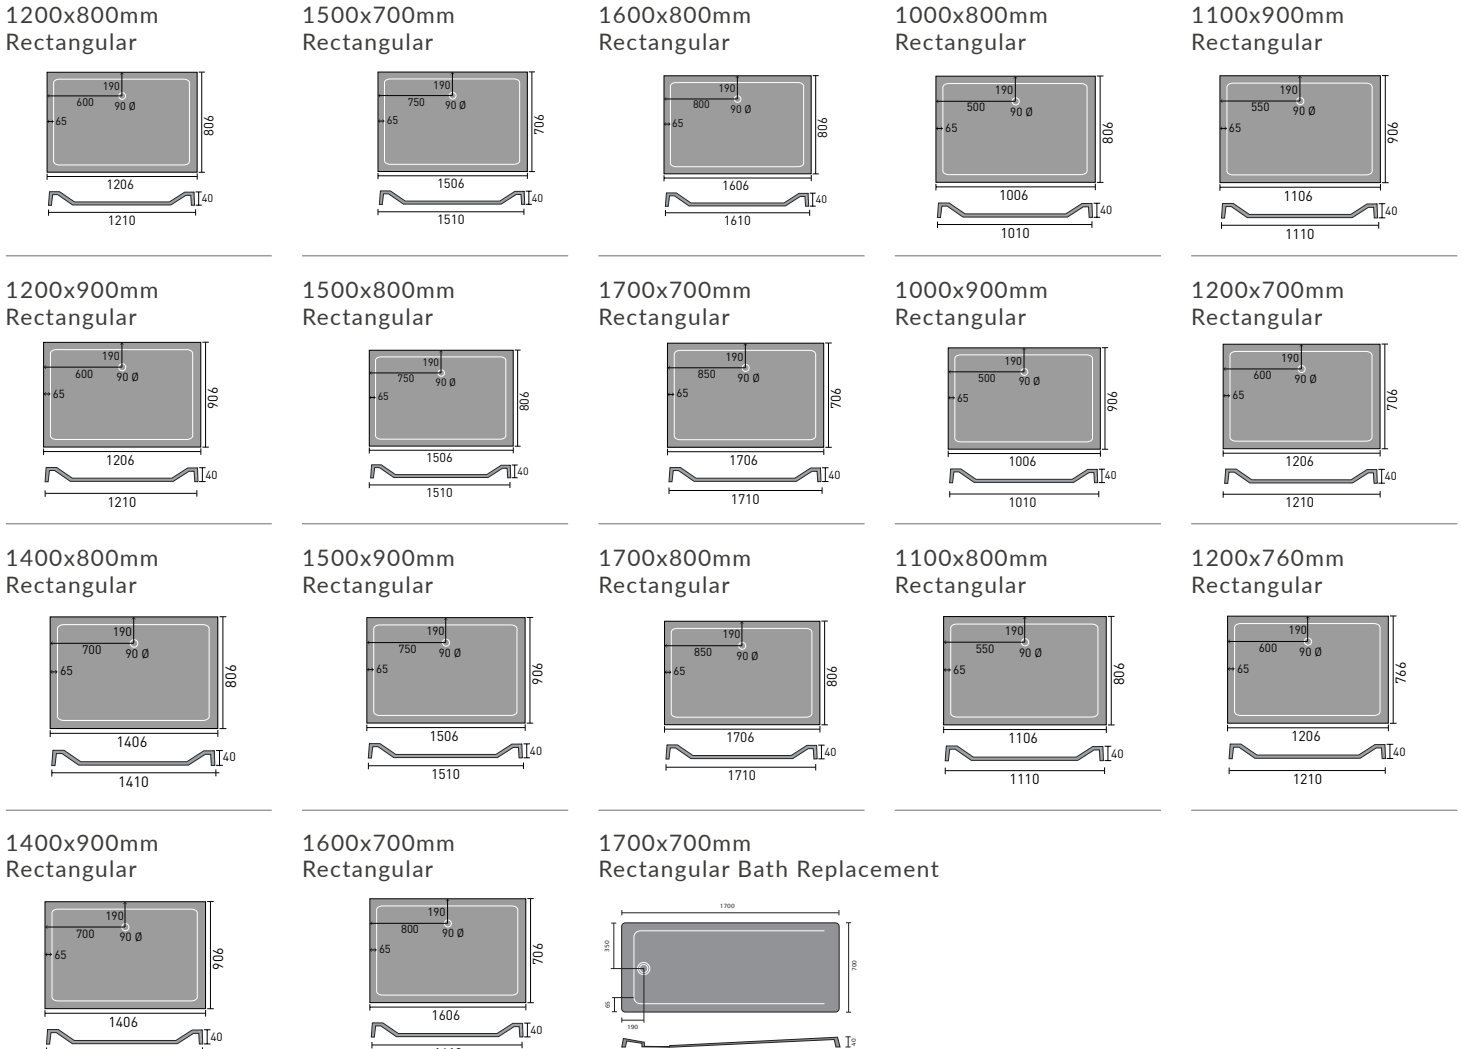 1200x800mm
Rectangular
190
600
90 Ø
65
806
1206
40
1210
1500x700mm
Rectangular
190
750
90 Ø
65
706
1506
40
1510
1600x800mm
Rectangular
190
800
90 Ø
65
806
1606
40
1610
1000x800mm
Rectangular
190
500
90 Ø
65
806
1006
40
1010
1100x900mm
Rectangular
190
550
90 Ø
65
906
1106
40
1110
1200x900mm
Rectangular
190
600
90 Ø
65
906
1206
40
1210
1500x800mm
Rectangular
190
750
90 Ø
65
806
1506
40
1510
1700x700mm
Rectangular
190
850
90 Ø
65
706
1706
40
1710
1000x900mm
Rectangular
190
500
90 Ø
65
906
1006
40
1010
1200x700mm
Rectangular
190
600
90 Ø
65
706
1206
40
1210
1400x800mm
Rectangular
190
700
90 Ø
65
806
1406
40
1410
1500x900mm
Rectangular
190
750
90 Ø
65
906
1506
40
1510
1700x800mm
Rectangular
190
850
90 Ø
65
806
1706
40
1710
1100x800mm
Rectangular
190
550
90 Ø
65
806
1106
40
1110
1200x760mm
Rectangular
190
600
90 Ø
65
766
1206
40
1210
1400x900mm
Rectangular
190
700
90 Ø
65
906
1406
40
1600x700mm
Rectangular
190
800
90 Ø
65
706
1606
40
1700x700mm
Rectangular Bath Replacement
1700
350
700
65
190
40